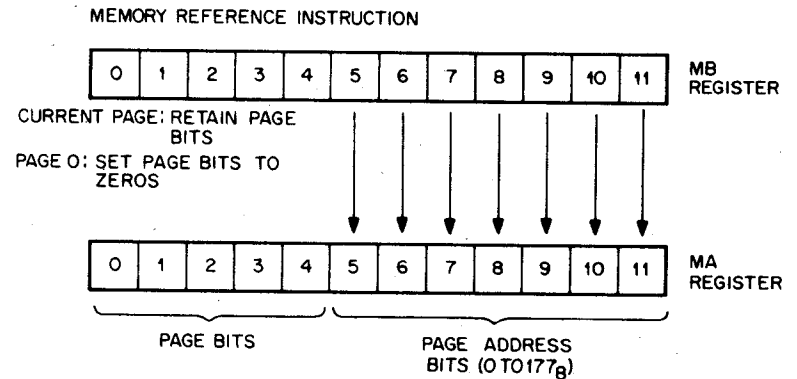 MEMORY REFERENCE INSTRUCTION
0 1 2 3 4 5 6 7 8 9 10 11
MB
REGISTER
CURRENT PAGE: RETAIN PAGE
BITS
PAGE 0: SET PAGE BITS TO
ZEROS
0 1 2 3 4 5 6 7 8 9 10 11
MA
REGISTER
PAGE BITS
PAGE ADDRESS
BITS (0 TO 177₈)